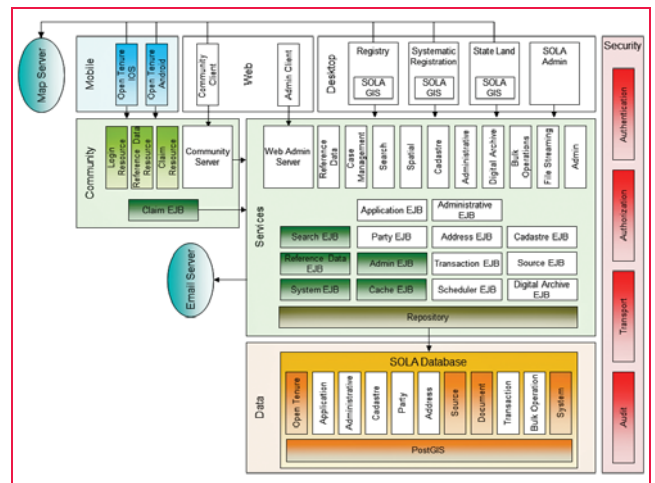 Map Server
Mobile
Open Tenure
IOS
Open Tenure
Android
Community
Client
Web
Admin Client
Desktop
Registry
SOLA
GIS
Systematic
Registration
SOLA
GIS
State Land
SOLA
GIS
SOLA
Admin
Security
Authentication
Authorization
Transport
Audit
Community
Login
Resource
Reference Data
Resource
Claim
Resource
Community
Server
Claim EJB
Email Server
Services
Web Admin
Server
Reference
Data
Case
Management
Search
Spatial
Cadastre
Administrative
Digital Archive
Bulk
Operations
File Streaming
Admin
Application EJB
Administrative
EJB
Search EJB
Party EJB
Address EJB
Cadastre EJB
Reference Data
EJB
Admin EJB
Transaction EJB
Source EJB
System EJB
Cache EJB
Scheduler EJB
Digital Archive
EJB
Repository
Data
SOLA Database
Open Tenure
Application
Administrative
Cadastre
Party
Address
Source
Document
Transaction
Bulk Operation
System
PostGIS